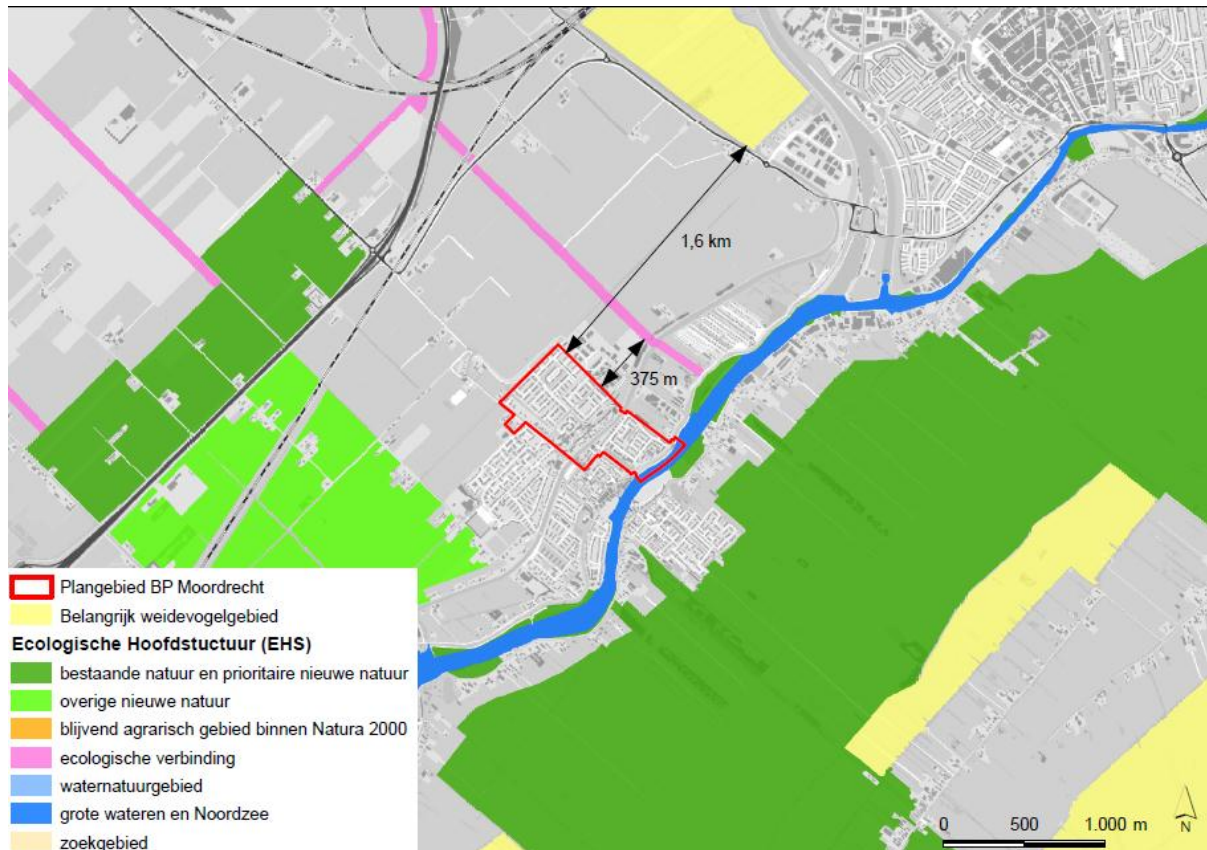 1,6 km
375 m
Plangebied BP Moordrecht
Belangrijk weidevogelgebied
Ecologische Hoofdstuctuur (EHS)
bestaande natuur en prioritaire nieuwe natuur
overige nieuwe natuur
blijvend agrarisch gebied binnen Natura 2000
ecologische verbinding
waternatuurgebied
grote wateren en Noordzee
zoekgebied
0 500 1.000 m
N